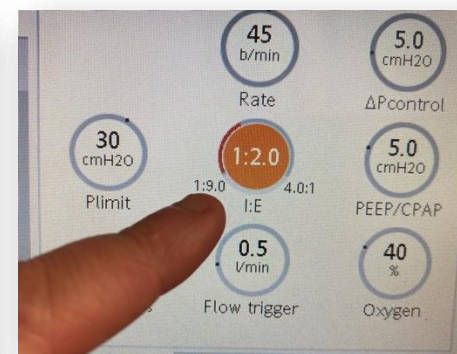 45
b/min
Rate
5.0
cmH2O
ΔPcontrol
30
cmH2O
Plimit
1:2.0
1:9.0
4.0:1
I:E
5.0
cmH2O
PEEP/CPAP
0.5
l/min
Flow trigger
40
%
Oxygen